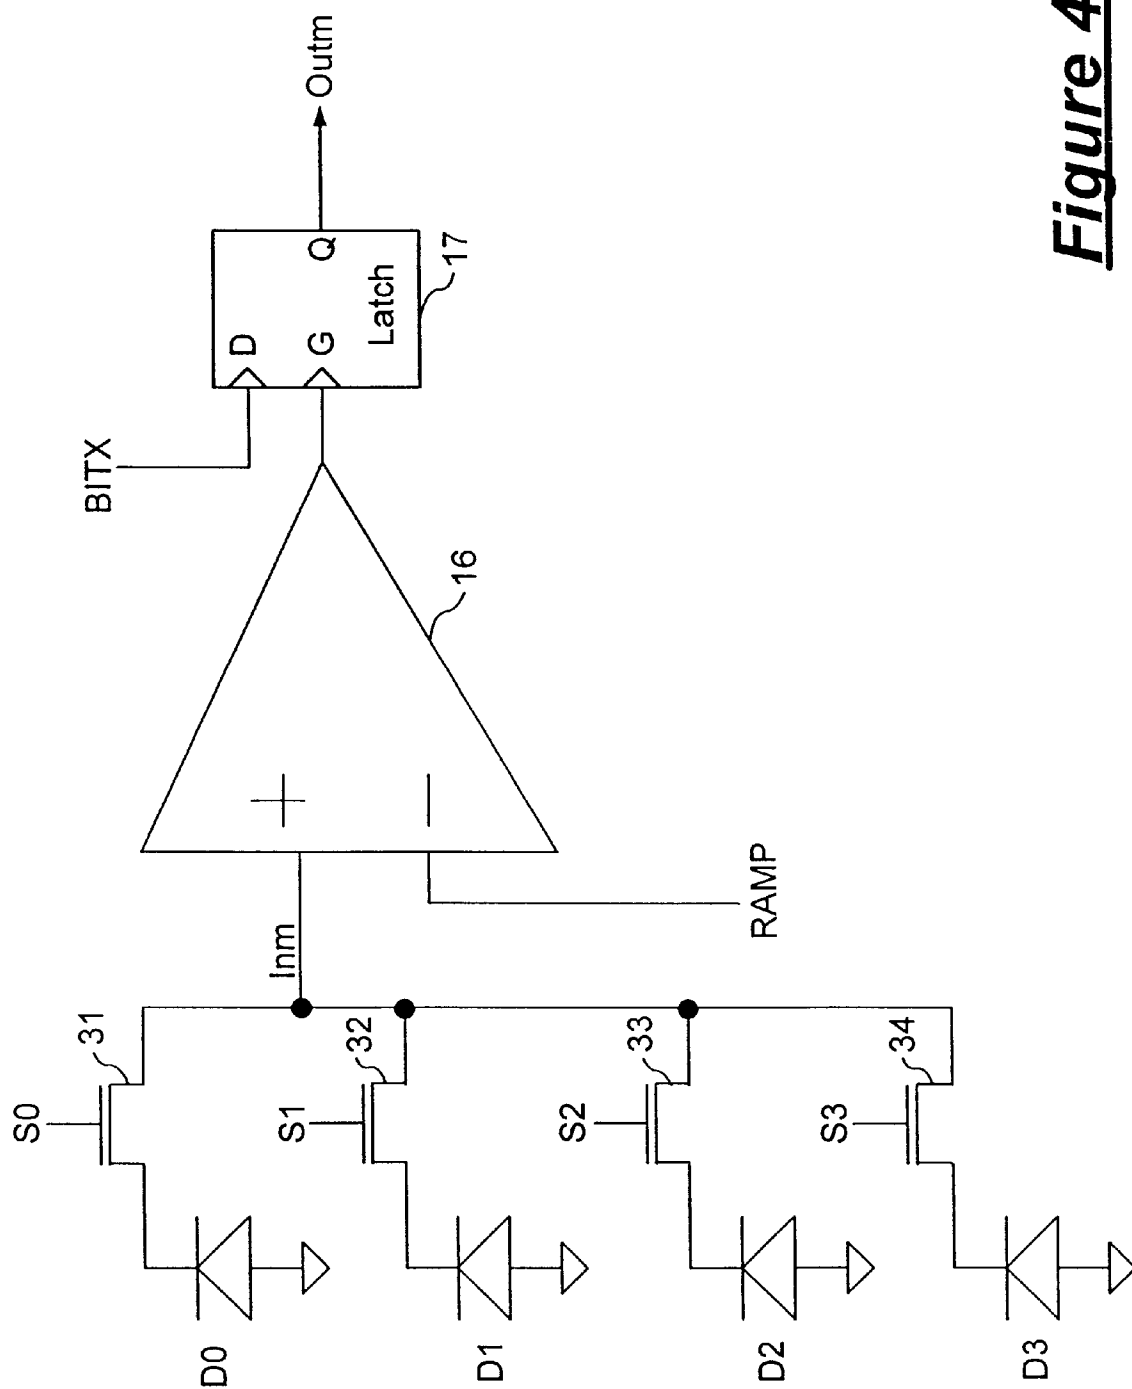 S0
31
D0
S1
32
D1
S2
33
D2
S3
34
D3
Inm
+
−
RAMP
16
BITX
D
G
Q
Latch
17
Outm
Figure 4